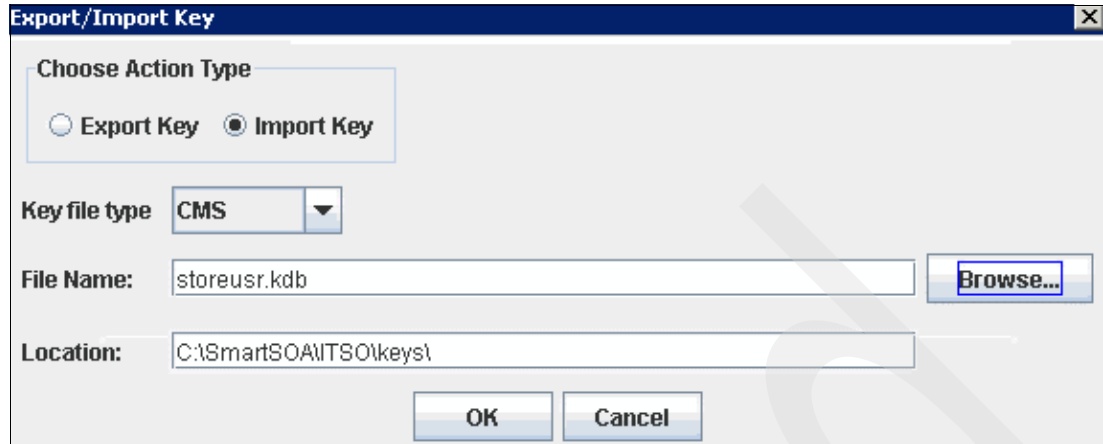 Export/Import Key
Choose Action Type
Export Key Import Key
Key file type CMS
File Name: storeusr.kdb Browse...
Location: C:\SmartSOA\ITSO\keys\
OK Cancel